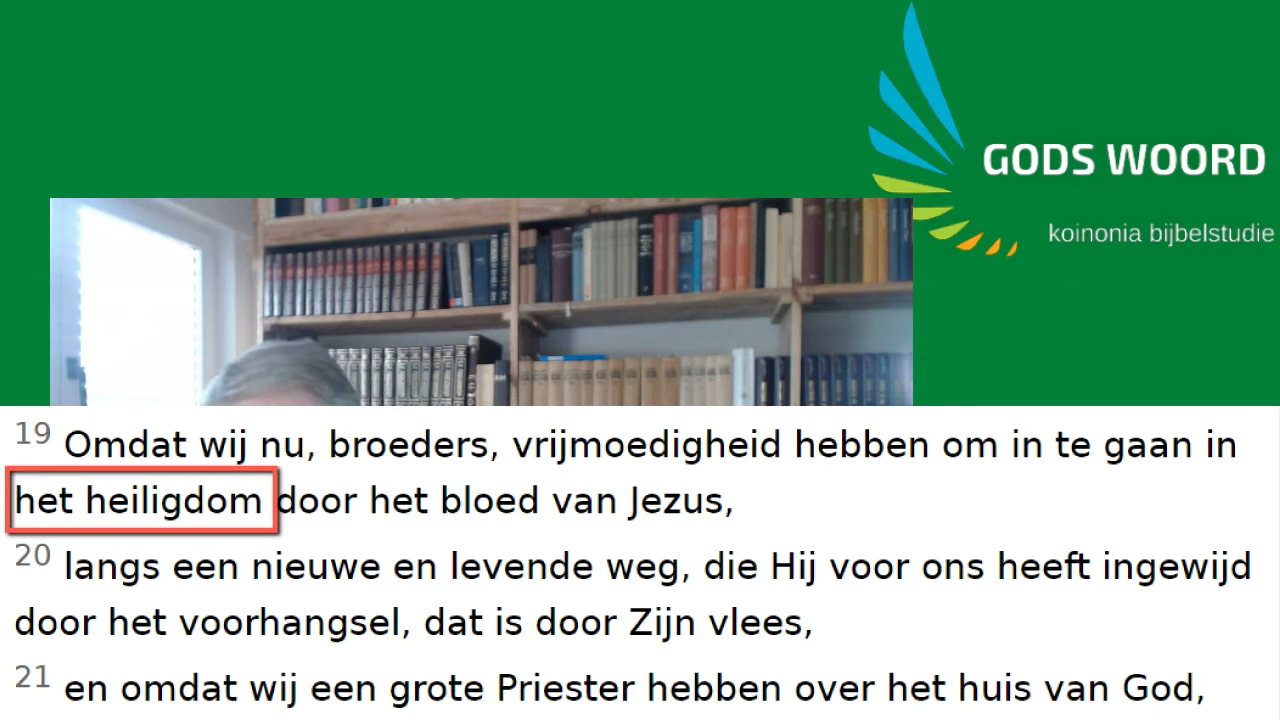 GODS WOORD
koinonia bijbelstudie
19 Omdat wij nu, broeders, vrijmoedigheid hebben om in te gaan in
het heiligdom door het bloed van Jezus,
20 langs een nieuwe en levende weg, die Hij voor ons heeft ingewijd
door het voorhangsel, dat is door Zijn vlees,
21 en omdat wij een grote Priester hebben over het huis van God,